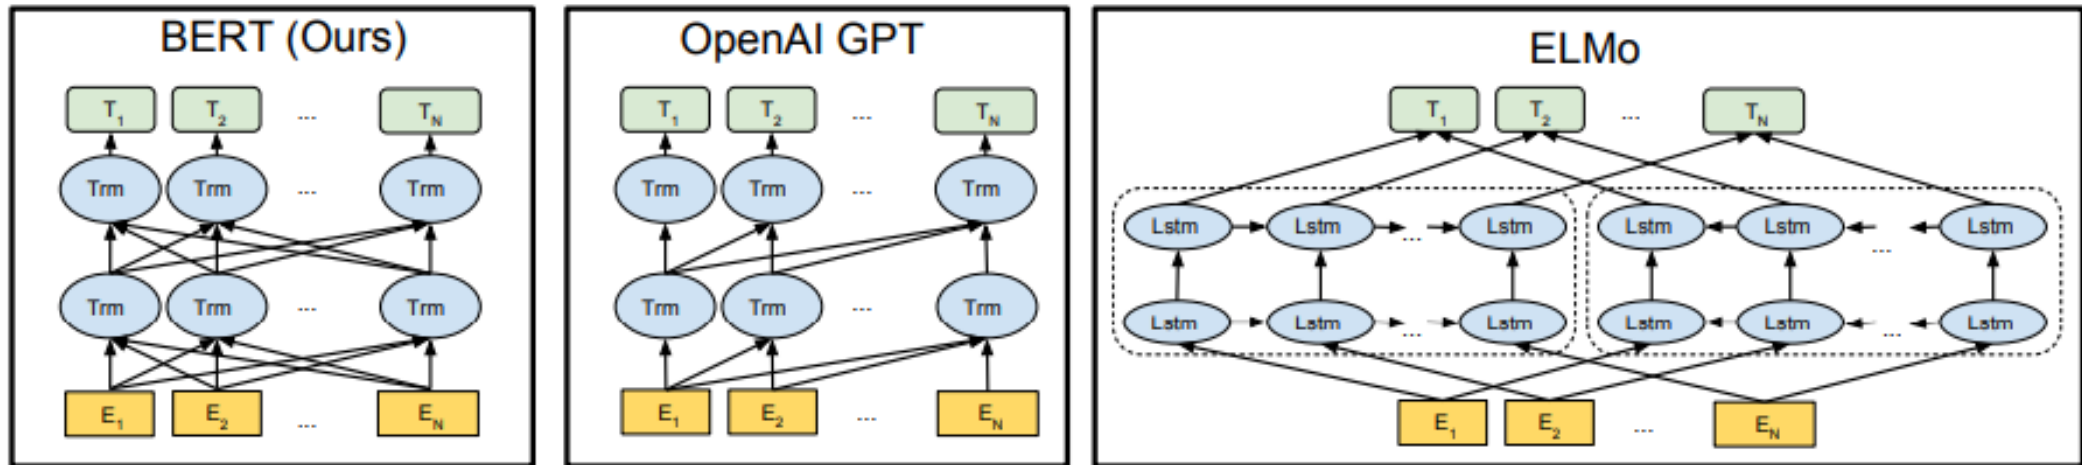 BERT (Ours)
T1 T2 ... TN
Trm Trm ... Trm
Trm Trm ... Trm
E1 E2 ... EN
OpenAI GPT
T1 T2 ... TN
Trm Trm ... Trm
Trm Trm ... Trm
E1 E2 ... EN
ELMo
T1 T2 ... TN
Lstm Lstm ... Lstm Lstm Lstm ... Lstm
Lstm Lstm ... Lstm Lstm Lstm ... Lstm
E1 E2 ... EN